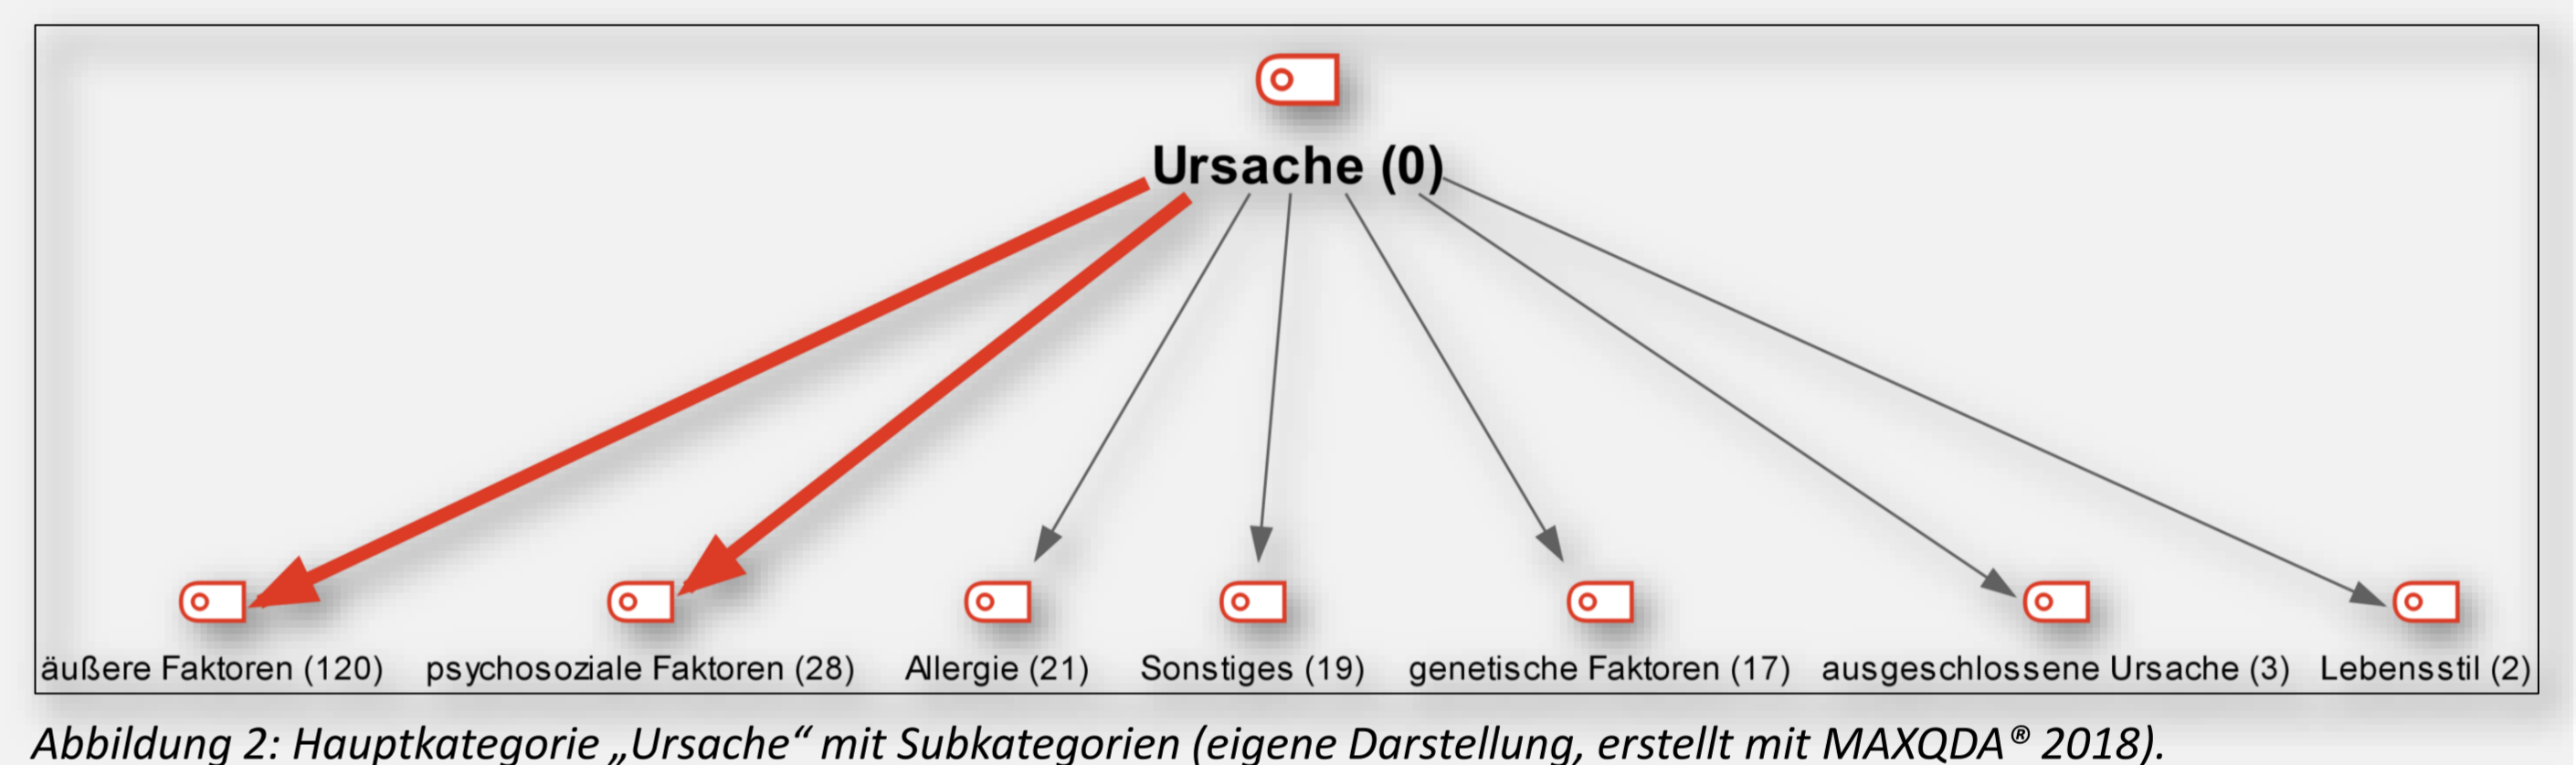 Ursache (0)
äußere Faktoren (120) psychosoziale Faktoren (28) Allergie (21) Sonstiges (19) genetische Faktoren (17) ausgeschlossene Ursache (3) Lebensstil (2)
Abbildung 2: Hauptkategorie „Ursache“ mit Subkategorien (eigene Darstellung, erstellt mit MAXQDA® 2018).